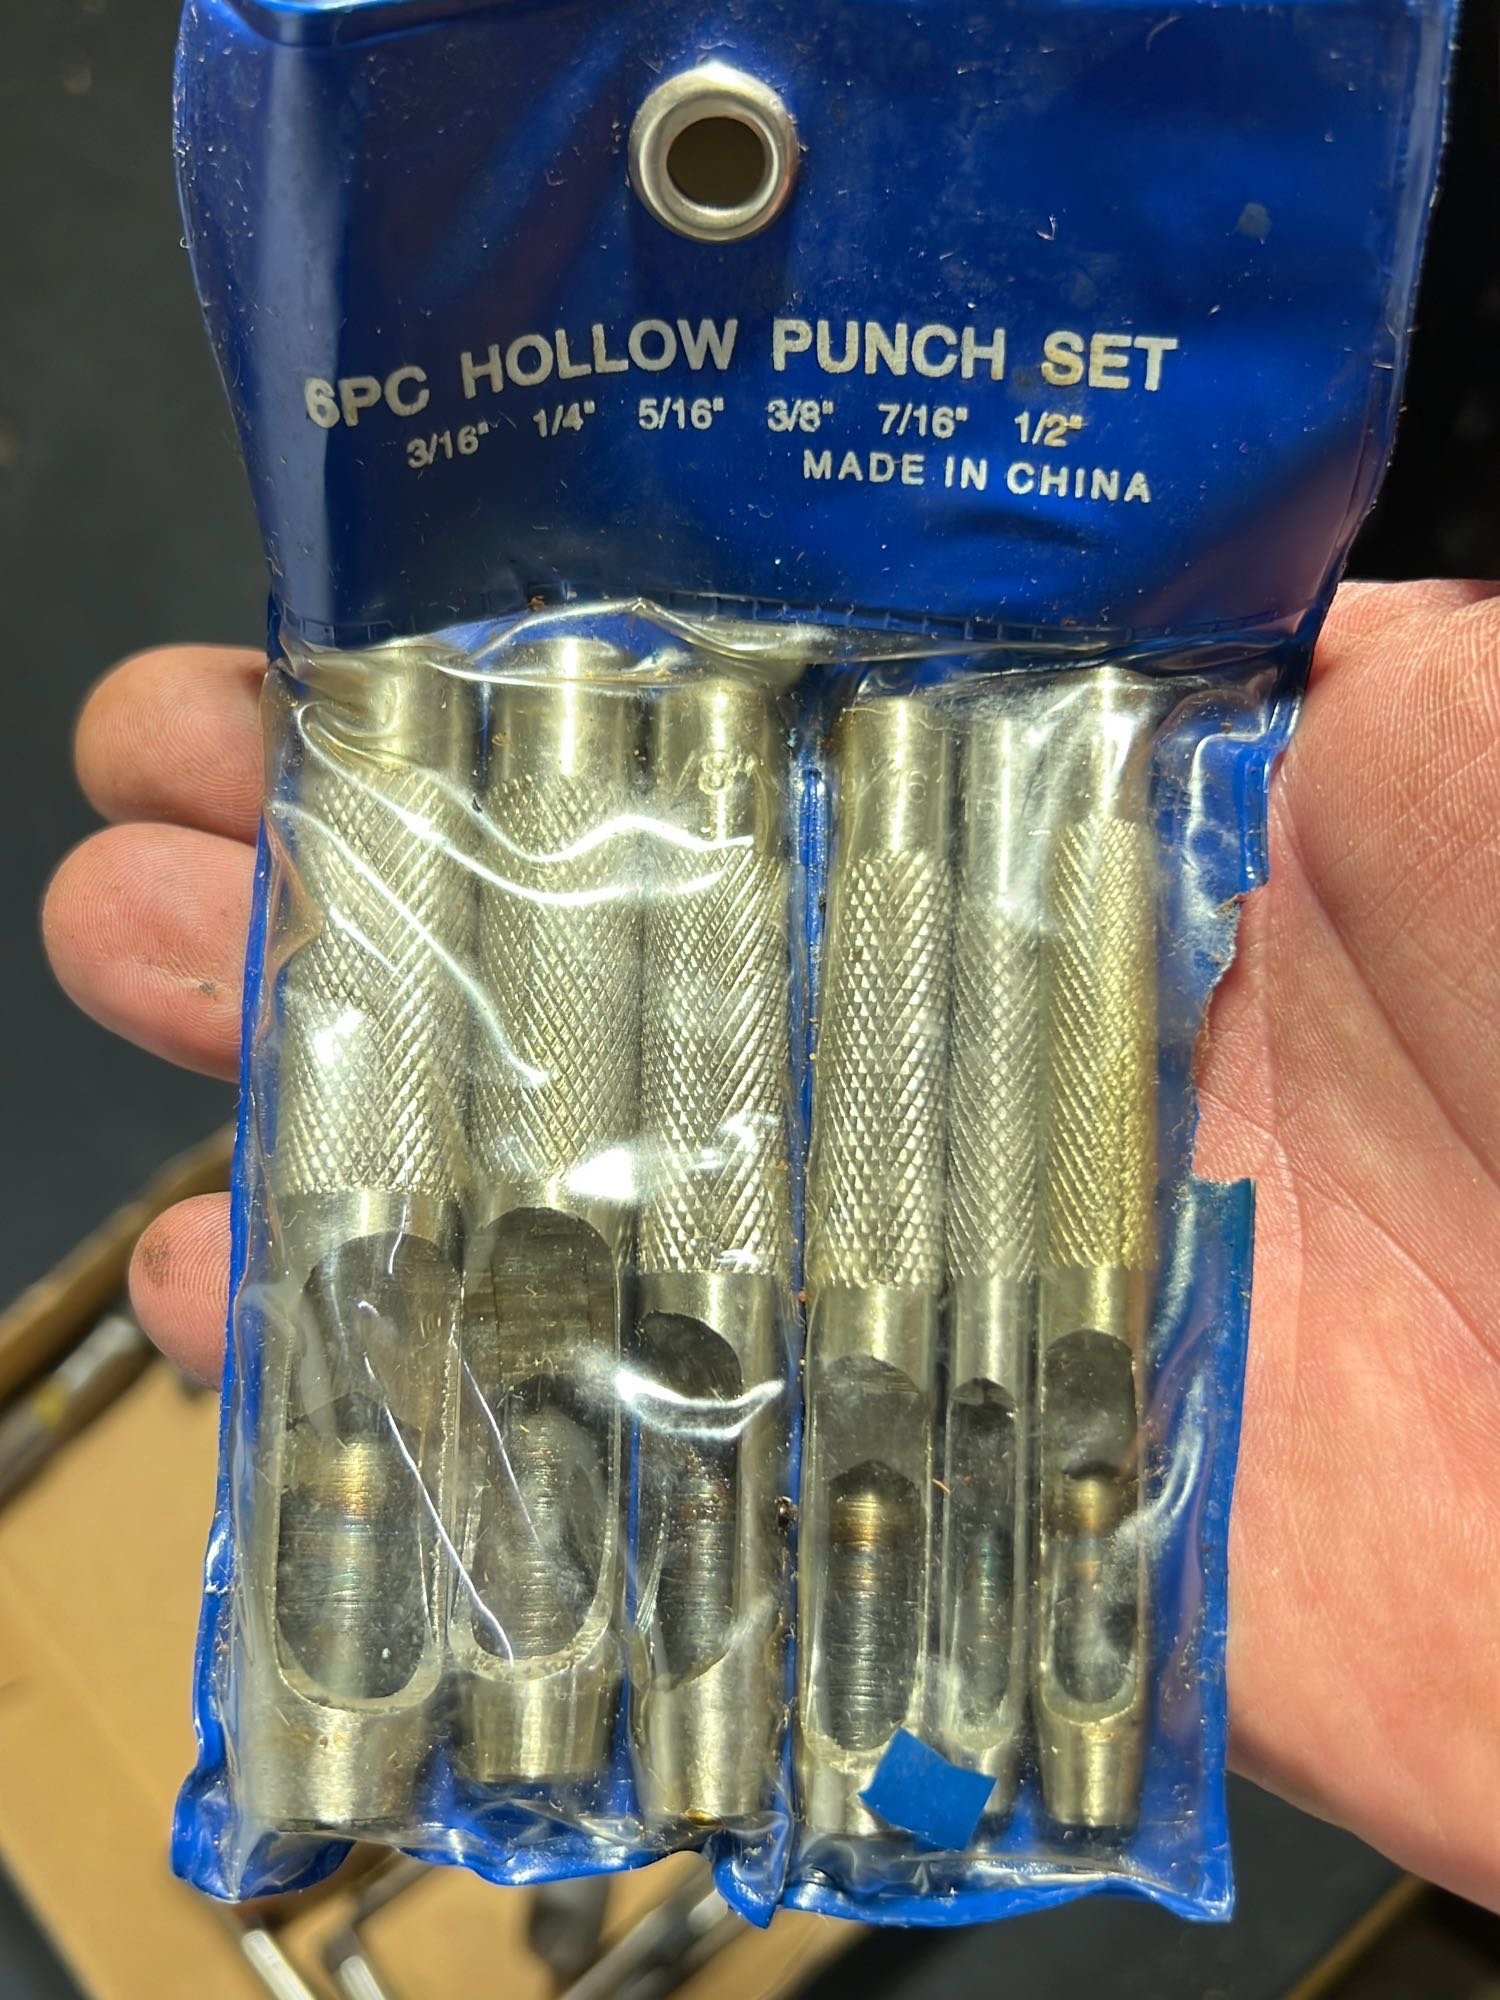 6PC HOLLOW PUNCH SET
3/16" 1/4" 5/16" 3/8" 7/16" 1/2"
MADE IN CHINA